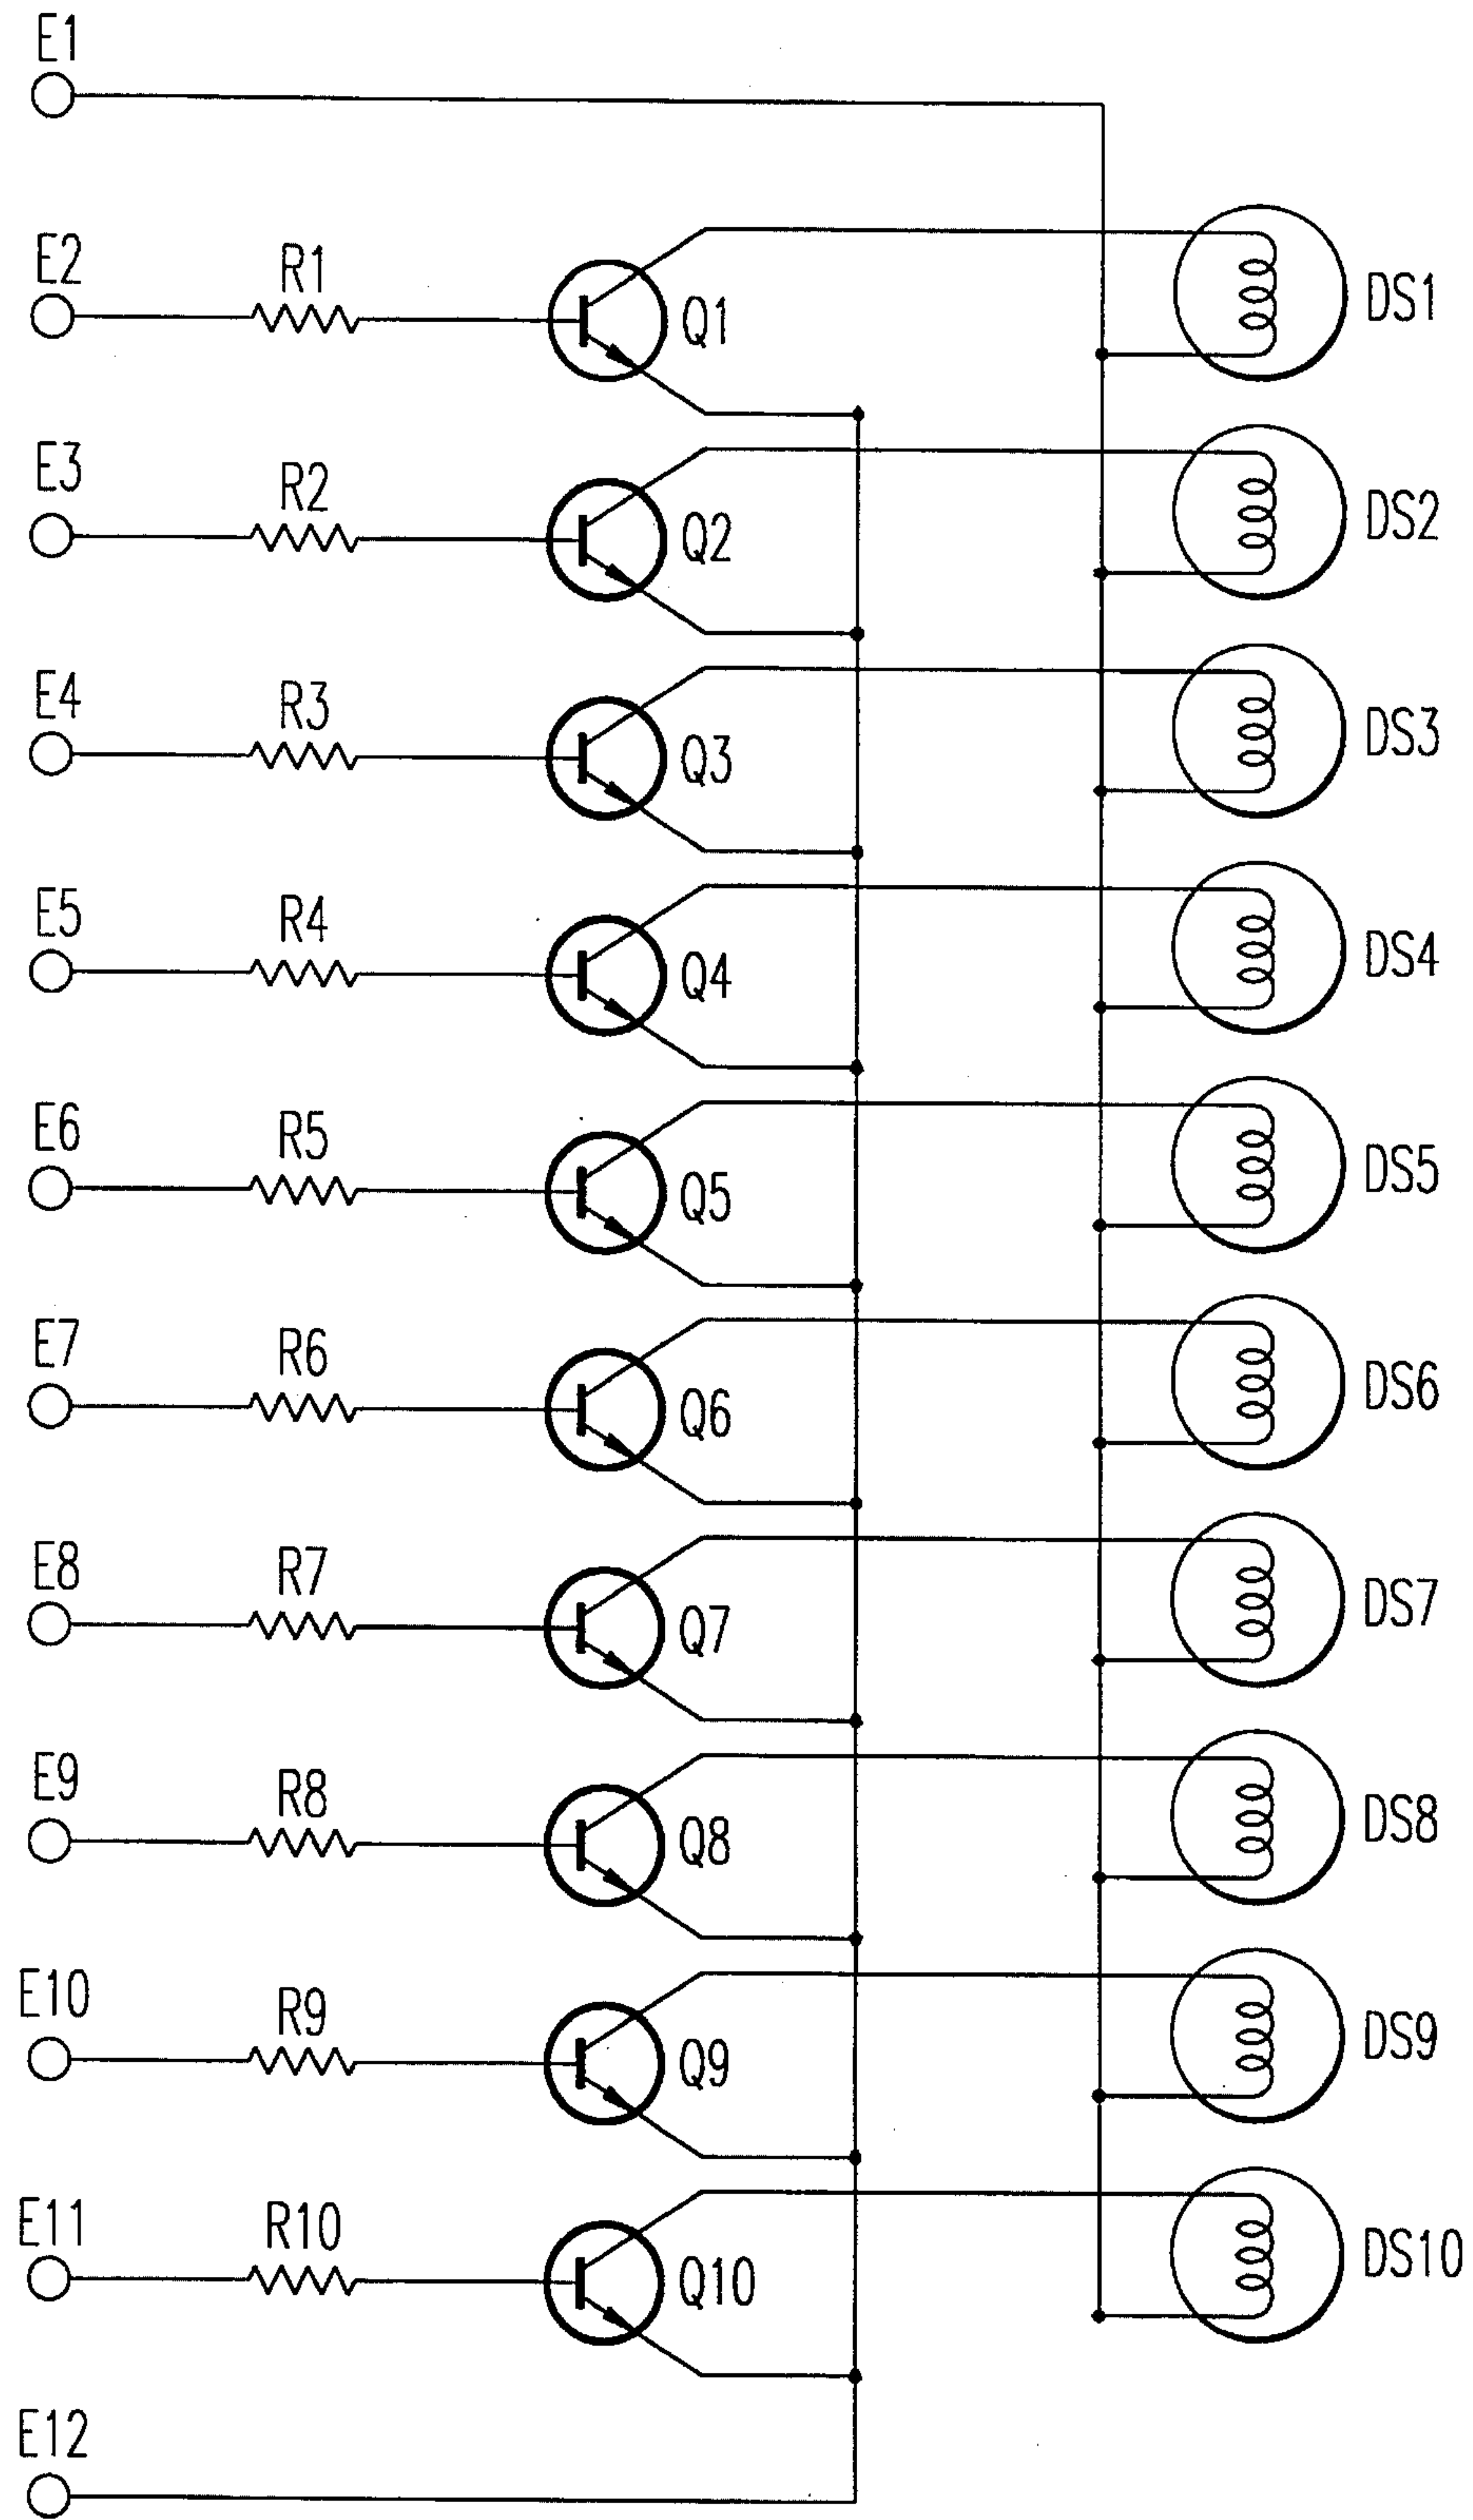 E1
E2 R1 Q1 DS1
E3 R2 Q2 DS2
E4 R3 Q3 DS3
E5 R4 Q4 DS4
E6 R5 Q5 DS5
E7 R6 Q6 DS6
E8 R7 Q7 DS7
E9 R8 Q8 DS8
E10 R9 Q9 DS9
E11 R10 Q10 DS10
E12